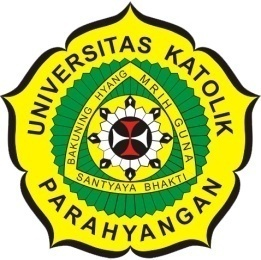 UNIVERSITAS KATOLIK
PARAHYANGAN
BAKUNING HYANG MRIH GUNA
SANTYAYA BHAKTI